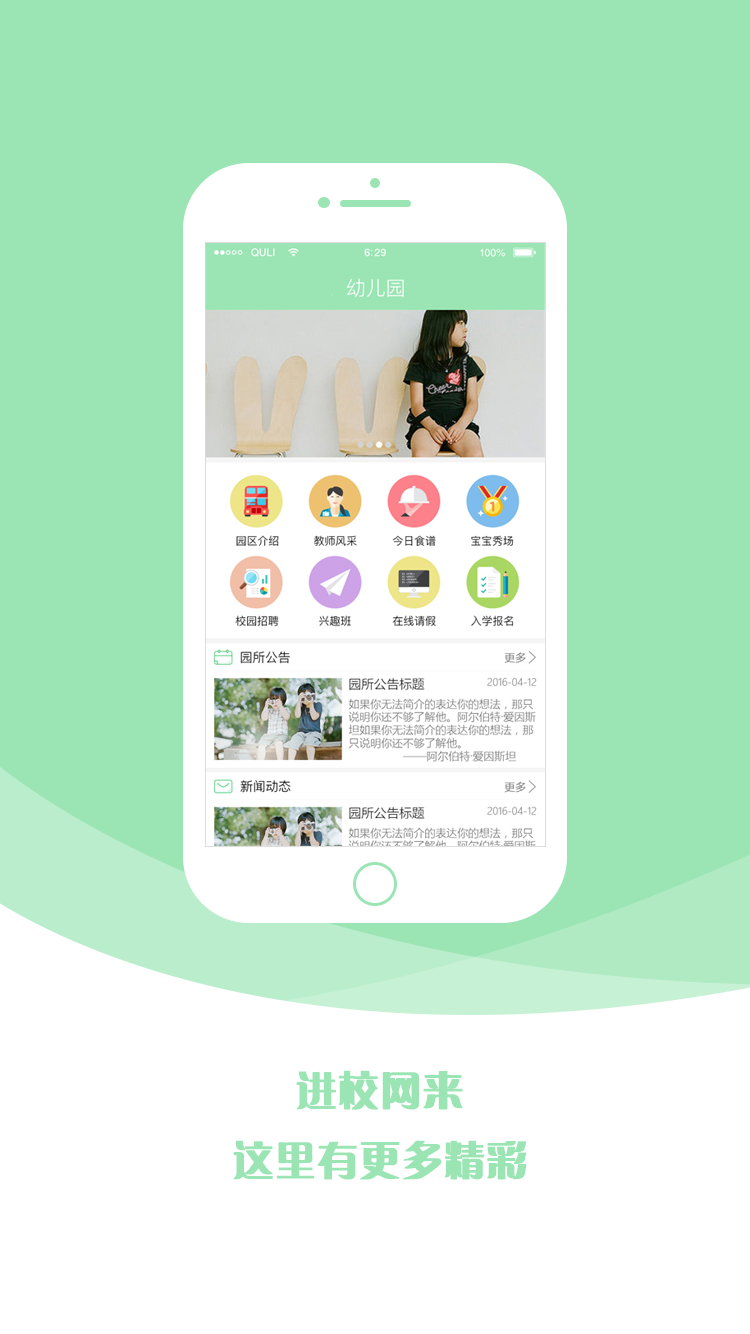 QULI 6:29 100%
幼儿园
园区介绍 教师风采 今日食谱 宝宝秀场
校园招聘 兴趣班 在线请假 入学报名
园所公告 更多
园所公告标题 2016-04-12
如果你无法简介的表达你的想法，那只
说明你还不够了解他。阿尔伯特·爱因斯
坦如果你无法简介的表达你的想法，那
只说明你还不够了解他。
——阿尔伯特·爱因斯坦
新闻动态 更多
园所公告标题 2016-04-12
如果你无法简介的表达你的想法，那只
说明你还不够了解他。阿尔伯特·爱因斯
进校网来
这里有更多精彩